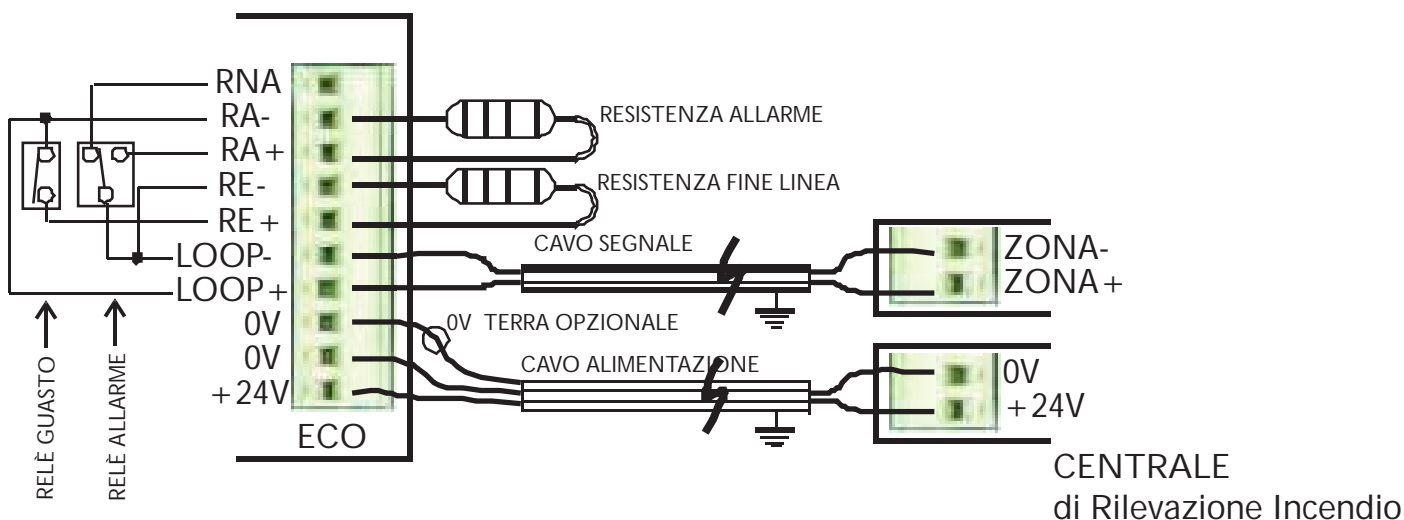 RNA
RA-
RA+
RE-
RE+
LOOP-
LOOP+
0V
0V
+24V
ECO
RELÈ GUASTO
RELÈ ALLARME
RESISTENZA ALLARME
RESISTENZA FINE LINEA
CAVO SEGNALE
0V TERRA OPZIONALE
CAVO ALIMENTAZIONE
ZONA-
ZONA+
0V
+24V
CENTRALE
di Rilevazione Incendio